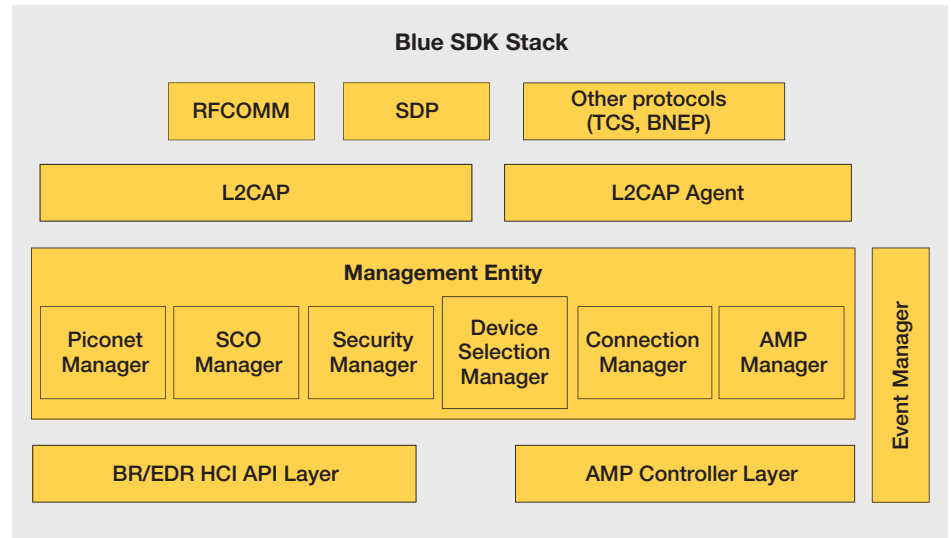 Blue SDK Stack
RFCOMM
SDP
Other protocols
(TCS, BNEP)
L2CAP
L2CAP Agent
Management Entity
Piconet
Manager
SCO
Manager
Security
Manager
Device
Selection
Manager
Connection
Manager
AMP
Manager
Event Manager
BR/EDR HCI API Layer
AMP Controller Layer